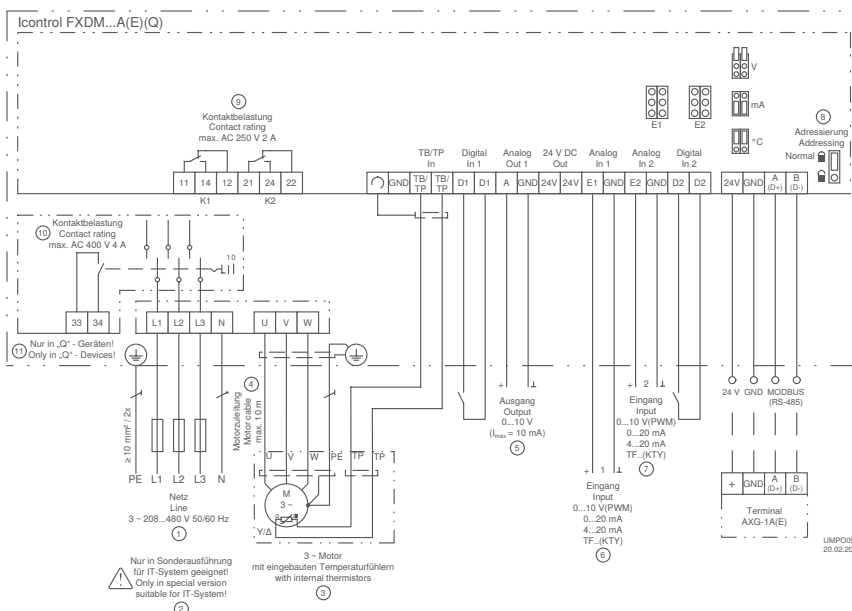 Icontrol FXDM...A(E)(Q)
9
Kontaktbelastung
Contact rating
max. AC 250 V 2 A
11 14 12 21 24 22
K1 K2
V
mA
°C
E1 E2
8
Adressierung
Addressing
Normal
TB/TP
In
Digital
In 1
Analog
Out 1
24 V DC
Out
Analog
In 1
Analog
In 2
Digital
In 2
GND TB/TP TB/TP D1 D1 A GND 24V 24V E1 GND E2 GND D2 D2
24V GND A (D+) B (D-)
10
Kontaktbelastung
Contact rating
max. AC 400 V 4 A
1 0
33 34
L1 L2 L3 N
U V W
11
Nur in „Q“ - Geräten!
Only in „Q“ - Devices!
≥ 10 mm² / 2x
PE L1 L2 L3 N
Netz
Line
3 ~ 208...480 V 50/60 Hz
1
Nur in Sonderausführung
für IT-System geeignet!
Only in special version
suitable for IT-System!
2
4
Motorzuleitung
Motor cable
max. 10 m
U V W PE TP TP
M
3 ~
Y/Δ
3 ~ Motor
mit eingebauten Temperaturfühlern
with internal thermistors
3
+ ⊥
Ausgang
Output
0...10 V
(Imax = 10 mA)
5
+ 1 ⊥
Eingang
Input
0...10 V(PWM)
0...20 mA
4...20 mA
TF..(KTY)
6
+ 2 ⊥
Eingang
Input
0...10 V(PWM)
0...20 mA
4...20 mA
TF..(KTY)
7
24 V GND MODBUS
(RS-485)
+ GND A (D+) B (D-)
Terminal
AXG-1A(E)